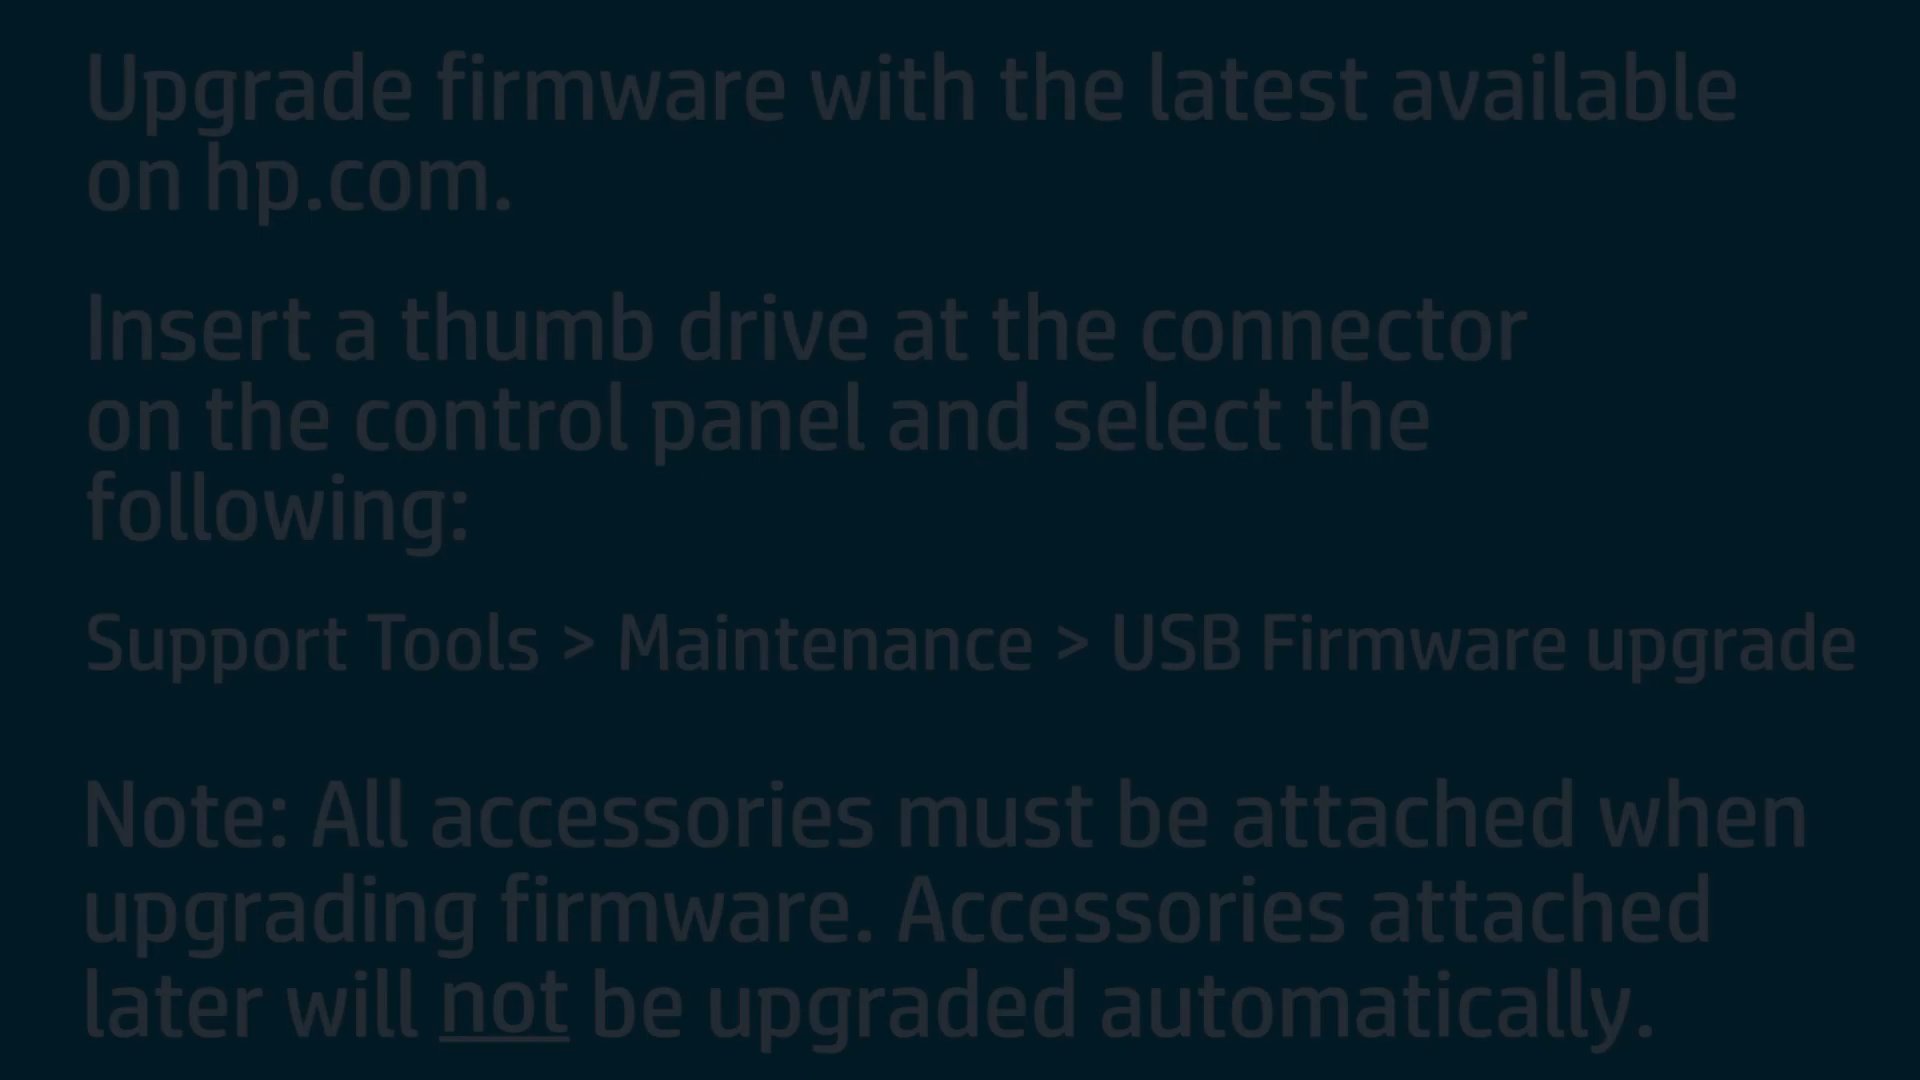 Upgrade firmware with the latest available
on hp.com.
Insert a thumb drive at the connector
on the control panel and select the
following:
Support Tools > Maintenance > USB Firmware upgrade
Note: All accessories must be attached when
upgrading firmware. Accessories attached
later will not be upgraded automatically.